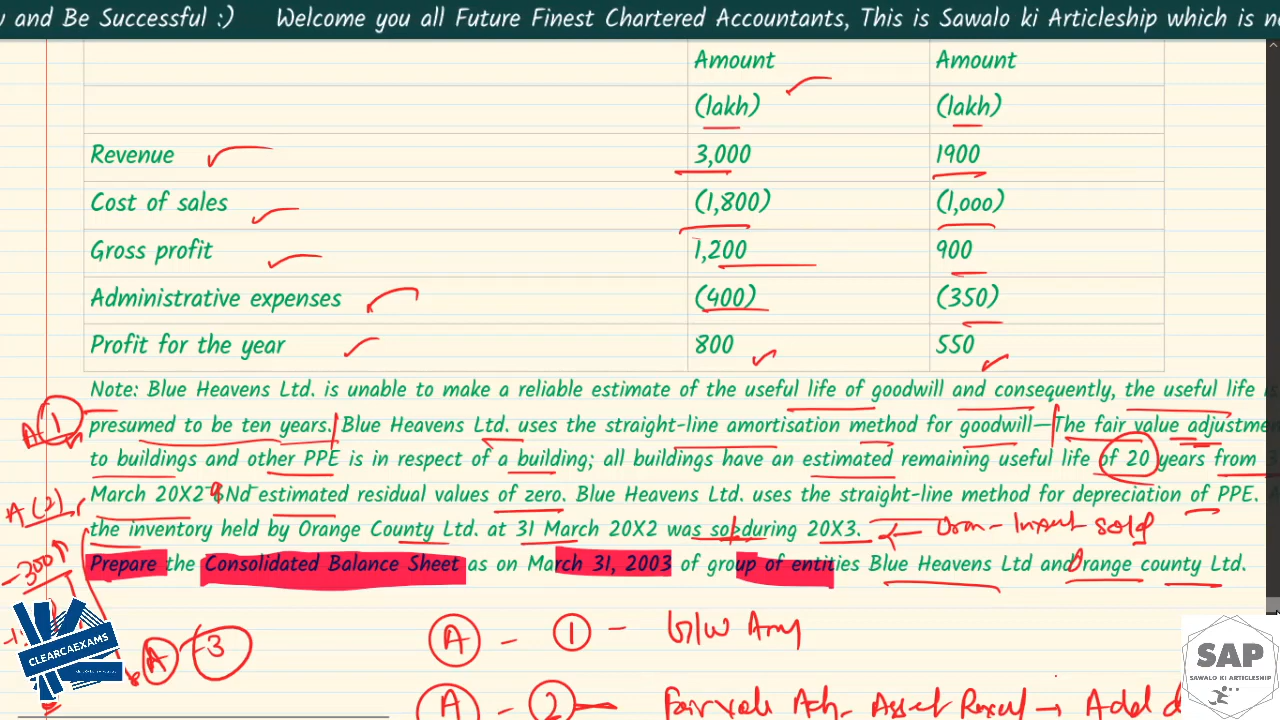 y and Be Successful :) Welcome you all Future Finest Chartered Accountants, This is Sawalo ki Articleship which is no
Amount Amount
(lakh) (lakh)
Revenue 3,000 1900
Cost of sales (1,800) (1,000)
Gross profit 1,200 900
Administrative expenses (400) (350)
Profit for the year 800 550
Note: Blue Heavens Ltd. is unable to make a reliable estimate of the useful life of goodwill and consequently, the useful life is
A-1 presumed to be ten years. Blue Heavens Ltd. uses the straight-line amortisation method for goodwill—The fair value adjustmen
to buildings and other PPE is in respect of a building; all buildings have an estimated remaining useful life of 20 years from
A(2) March 20X2 Nd estimated residual values of zero. Blue Heavens Ltd. uses the straight-line method for depreciation of PPE.
the inventory held by Orange County Ltd. at 31 March 20X2 was during 20X3. sold
-300
Prepare the Consolidated Balance Sheet as on March 31, 2003 of group of entities Blue Heavens Ltd and Orange county Ltd.
A - 1 - G/W
CLEARCAEXAMS
A - 3
SAP
SAWALO KI ARTICLESHIP
A - 2 Asset → Add